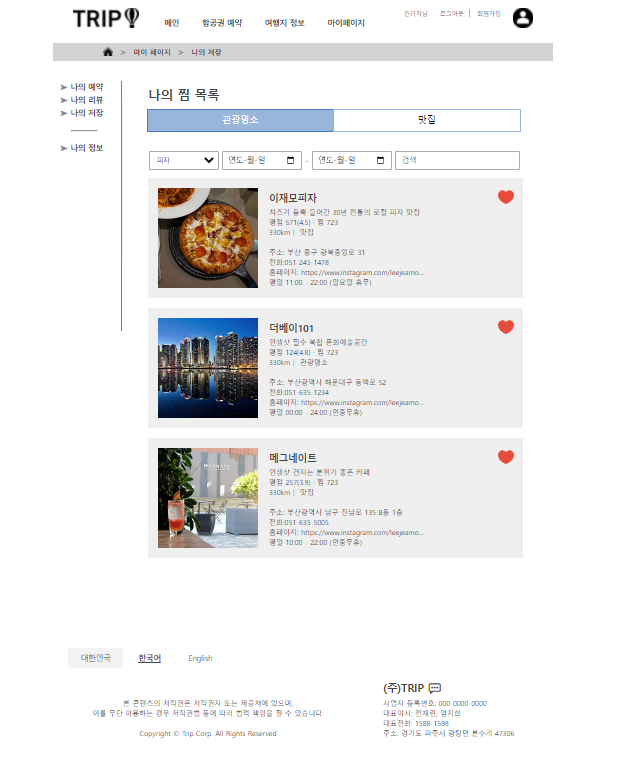 TRIP
메인 항공권 예약 여행지 정보 마이페이지
관리자님 로그아웃 | 회원가입
> 마이 페이지 > 나의 저장
나의 예약
나의 리뷰
나의 저장
나의 정보
나의 찜 목록
관광명소 맛집
피자 연도-월-일 - 연도-월-일 검색
이재모피자
치즈가 듬뿍 들어간 30년 전통의 로컬 피자 맛집
평점 571(4.5) · 찜 723
330km | 맛집
주소: 부산 중구 광복중앙로 31
전화:051-245-1478
홈페이지: https://www.instagram.com/leejeamo...
평일 11:00 - 22:00 (일요일 휴무)
더베이101
인생샷 필수 복합 문화예술공간
평점 124(4.8) · 찜 723
330km | 관광명소
주소: 부산광역시 해운대구 동백로 52
전화:051-635-1234
홈페이지: https://www.instagram.com/leejeamo...
평일 00:00 - 24:00 (연중무휴)
메그네이트
인생샷 건지는 분위기 좋은 카페
평점 257(3.9) · 찜 723
330km | 맛집
주소: 부산광역시 남구 진남로 135 B동 1층
전화:051-635-5005
홈페이지: https://www.instagram.com/leejeamo...
평일 10:00 - 22:00 (연중무휴)
대한민국 한국어 English
본 콘텐츠의 저작권은 저작권자 또는 제공처에 있으며,
이를 무단 이용하는 경우 저작권법 등에 따라 법적 책임을 질 수 있습니다.
Copyright © Trip Corp. All Rights Reserved
(주)TRIP
사업자 등록번호: 000-0000-0000
대표이사: 전채린, 염지희
대표전화: 1588-1598
주소: 경기도 파주시 광탄면 분수리 47306